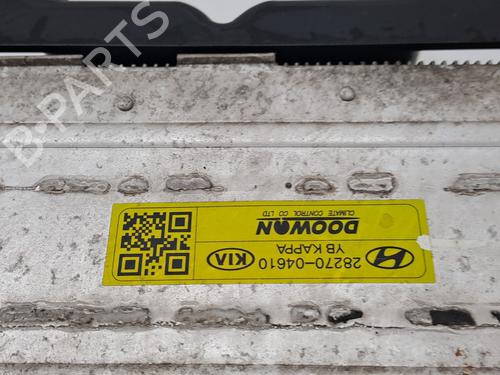 28270-04610 KIA
YB KAPPA
DOOWON
CLIMATE CONTROL CO LTD
B-PARTS